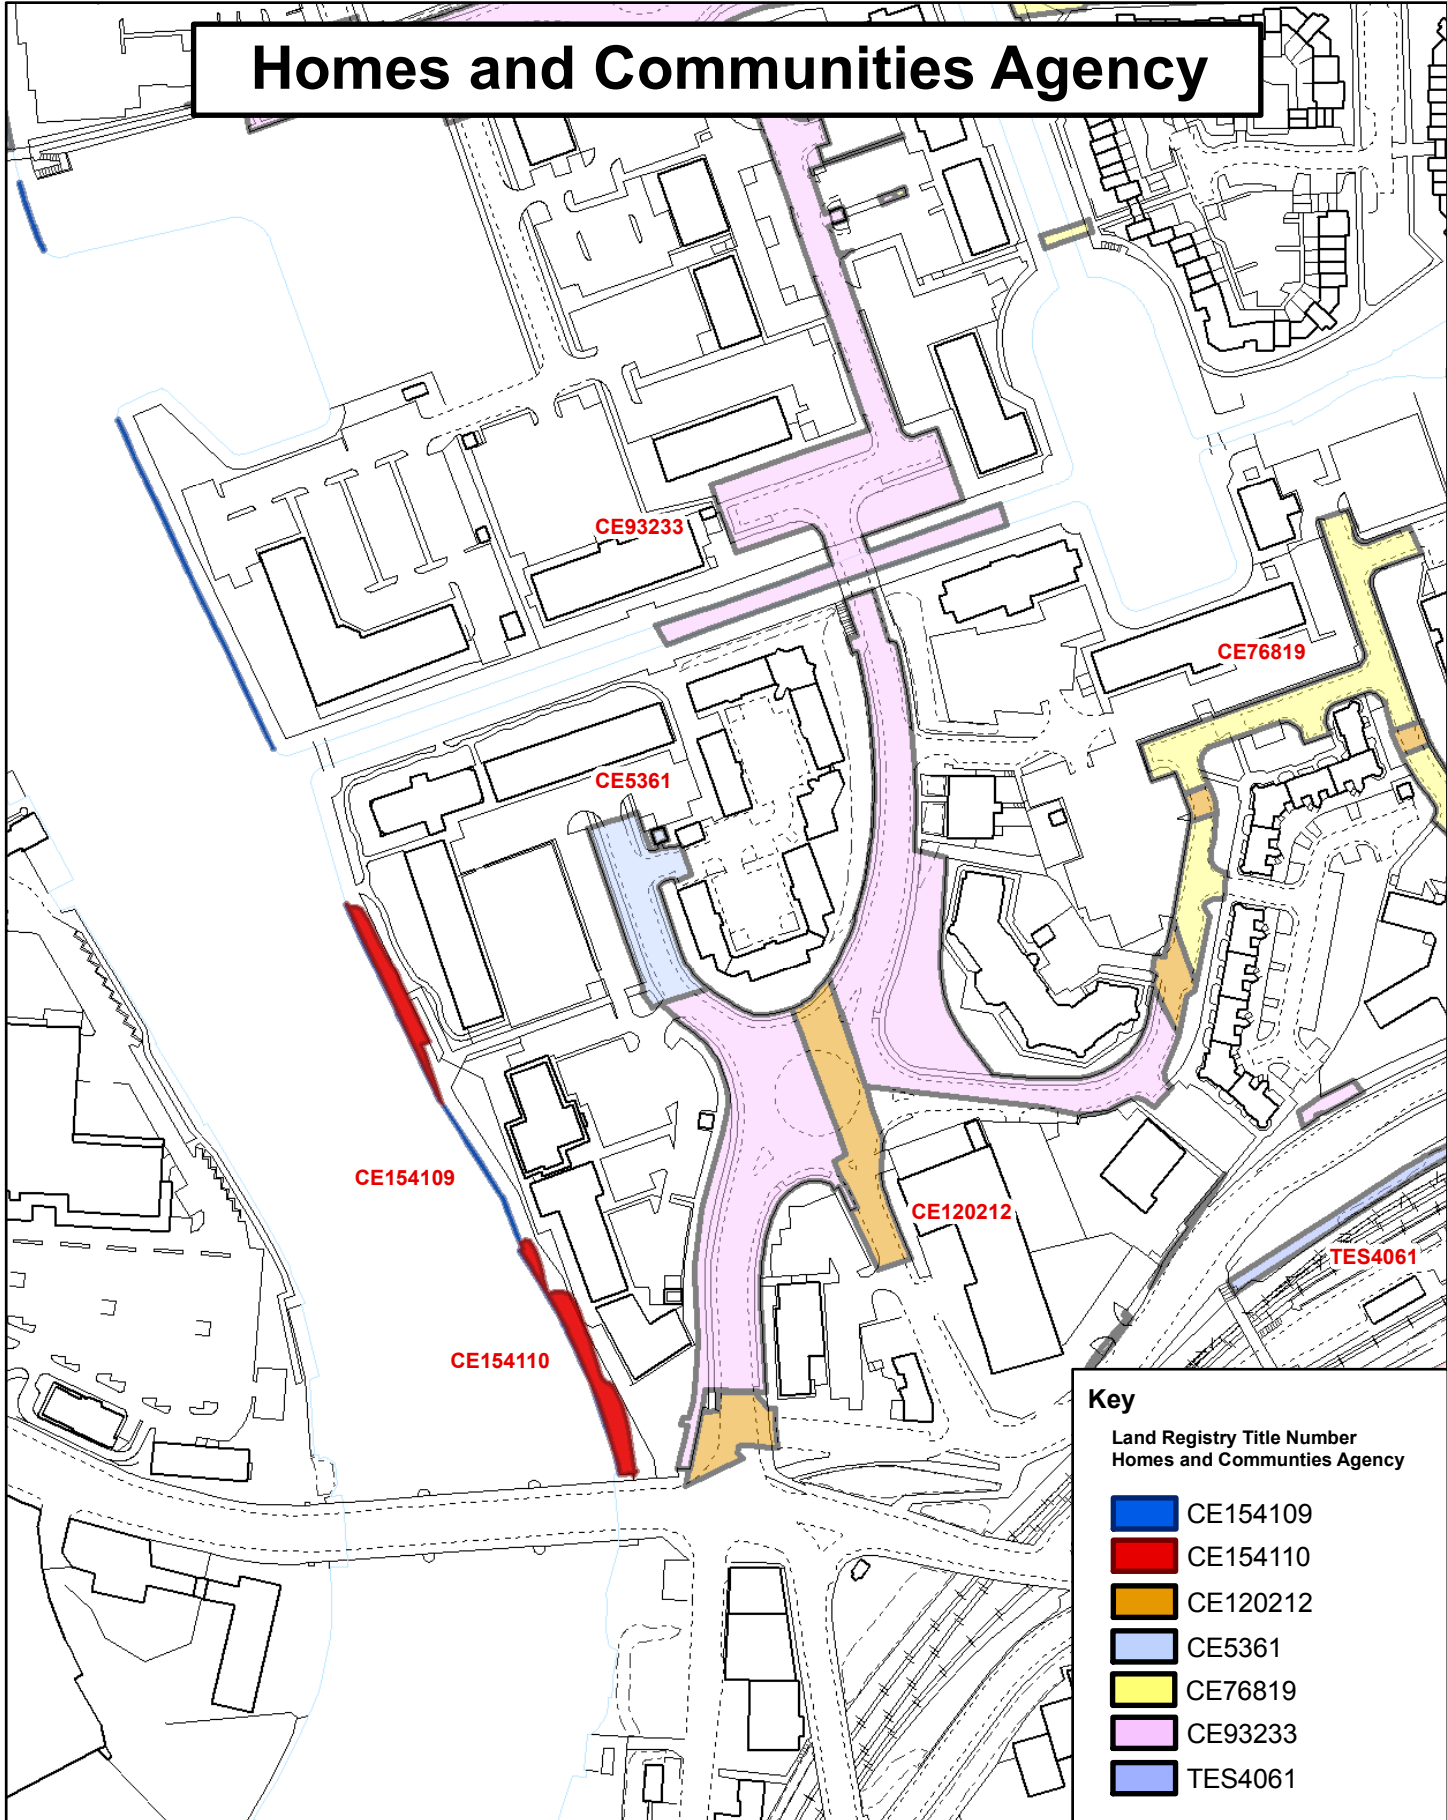 Homes and Communities Agency
CE93233
CE76819
CE5361
CE154109
CE120212
TES4061
CE154110
Key
Land Registry Title Number
Homes and Communties Agency
CE154109
CE154110
CE120212
CE5361
CE76819
CE93233
TES4061